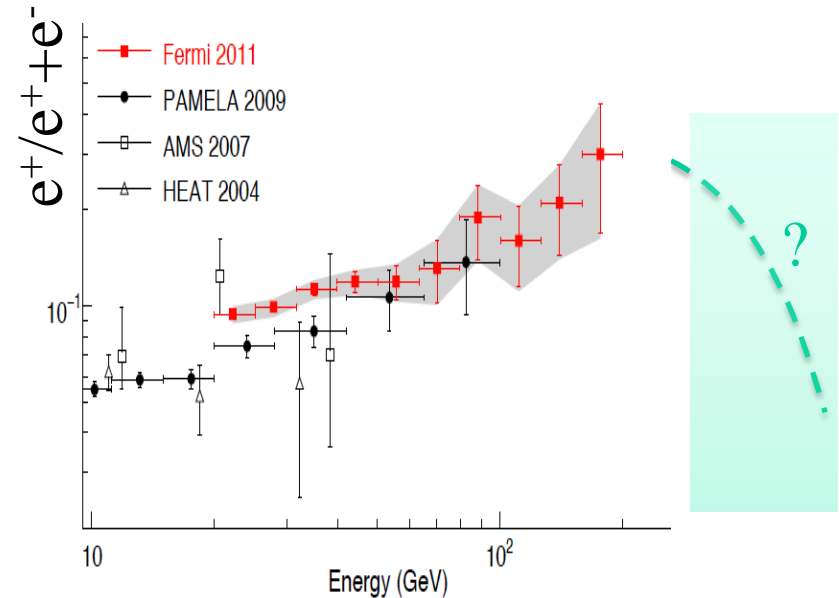 e+/e++e-
Fermi 2011
PAMELA 2009
AMS 2007
HEAT 2004
?
10-1
10
102
Energy (GeV)